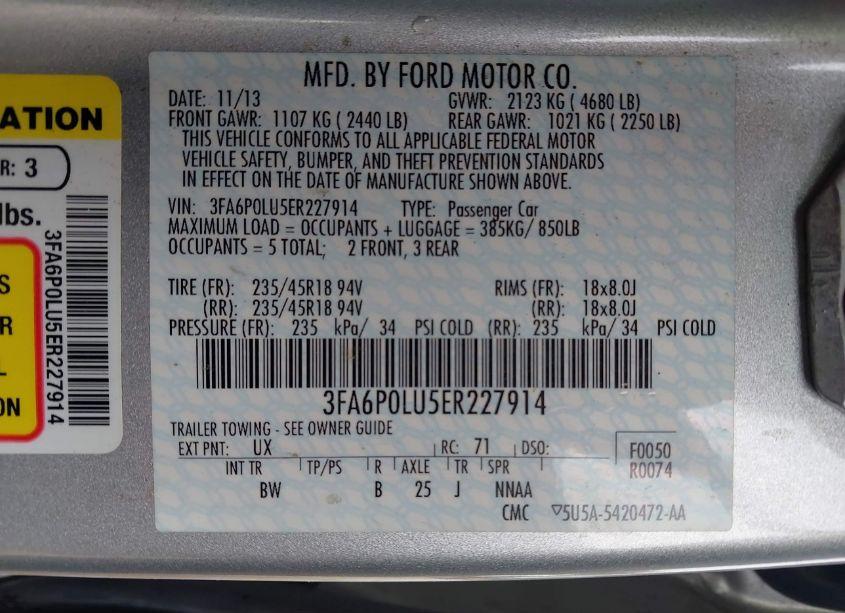 MFD. BY FORD MOTOR CO.
DATE: 11/13 GVWR: 2123 KG ( 4680 LB)
FRONT GAWR: 1107 KG ( 2440 LB) REAR GAWR: 1021 KG ( 2250 LB)
THIS VEHICLE CONFORMS TO ALL APPLICABLE FEDERAL MOTOR
VEHICLE SAFETY, BUMPER, AND THEFT PREVENTION STANDARDS
IN EFFECT ON THE DATE OF MANUFACTURE SHOWN ABOVE.
VIN: 3FA6P0LU5ER227914 TYPE: Passenger Car
MAXIMUM LOAD = OCCUPANTS + LUGGAGE = 385KG/ 850LB
OCCUPANTS = 5 TOTAL; 2 FRONT, 3 REAR
TIRE (FR): 235/45R18 94V RIMS (FR): 18x8.0J
(RR): 235/45R18 94V (RR): 18x8.0J
PRESSURE (FR): 235 kPa/ 34 PSI COLD (RR): 235 kPa/ 34 PSI COLD
3FA6P0LU5ER227914
TRAILER TOWING - SEE OWNER GUIDE
EXT PNT: UX RC: 71 DSO: F0050
INT TR TP/PS R AXLE TR SPR R0074
BW B 25 J NNAA
CMC ▽5U5A-5420472-AA
ATION
R: 3
lbs.
3FA6P0LU5ER227914
S
R
L
ON